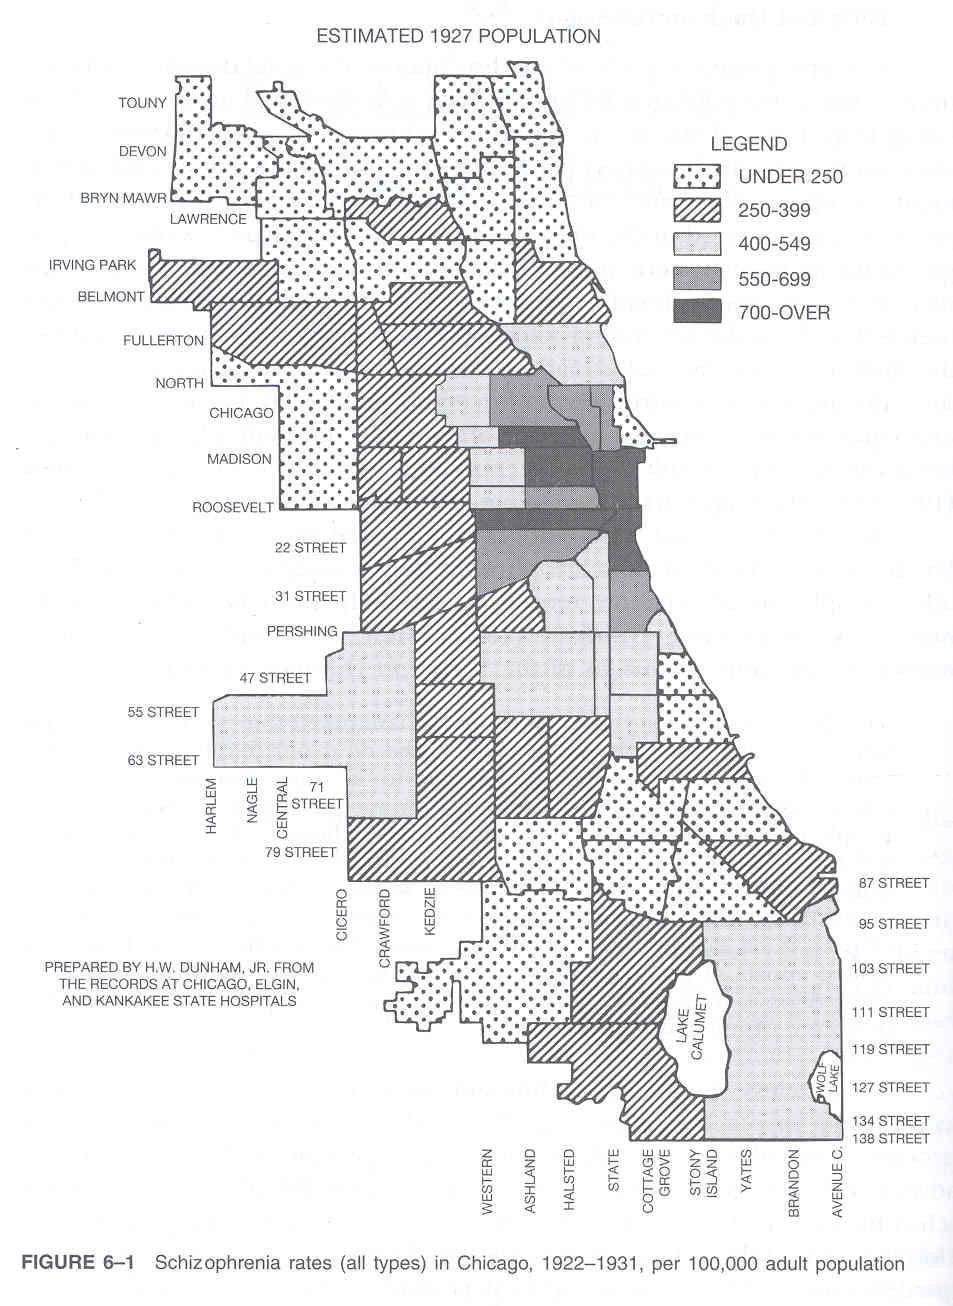 ESTIMATED 1927 POPULATION
LEGEND
UNDER 250
250-399
400-549
550-699
700-OVER
TOUNY
DEVON
BRYN MAWR
LAWRENCE
IRVING PARK
BELMONT
FULLERTON
NORTH
CHICAGO
MADISON
ROOSEVELT
22 STREET
31 STREET
PERSHING
47 STREET
55 STREET
63 STREET
HARLEM
NAGLE
CENTRAL
71
STREET
79 STREET
CICERO
CRAWFORD
KEDZIE
87 STREET
95 STREET
103 STREET
111 STREET
119 STREET
127 STREET
134 STREET
138 STREET
LAKE
CALUMET
WOLF
LAKE
PREPARED BY H.W. DUNHAM, JR. FROM
THE RECORDS AT CHICAGO, ELGIN,
AND KANKAKEE STATE HOSPITALS
WESTERN
ASHLAND
HALSTED
STATE
COTTAGE
GROVE
STONY
ISLAND
YATES
BRANDON
AVENUE C.
FIGURE 6–1 Schizophrenia rates (all types) in Chicago, 1922–1931, per 100,000 adult population